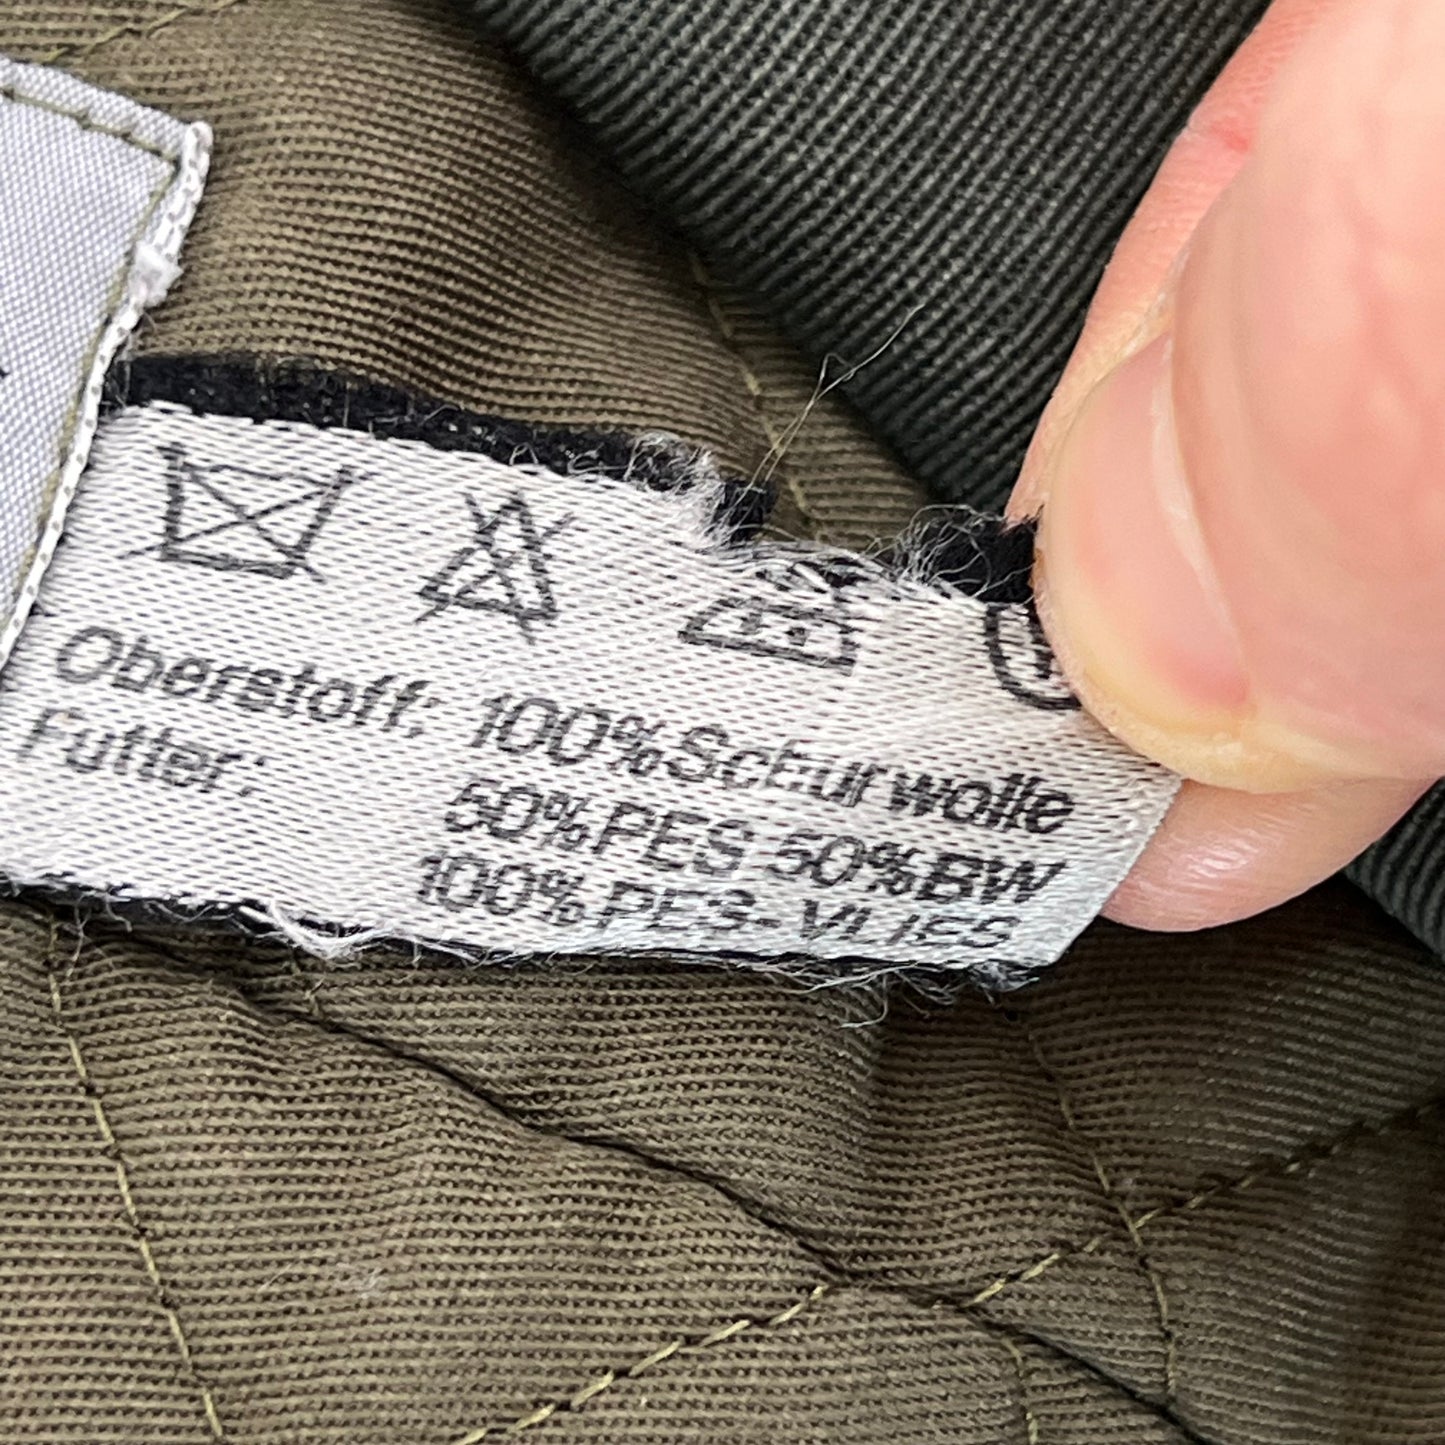 Oberstoff: 100% Schurwolle
Futter: 50% PES 50% BW
100% PES-VLIES